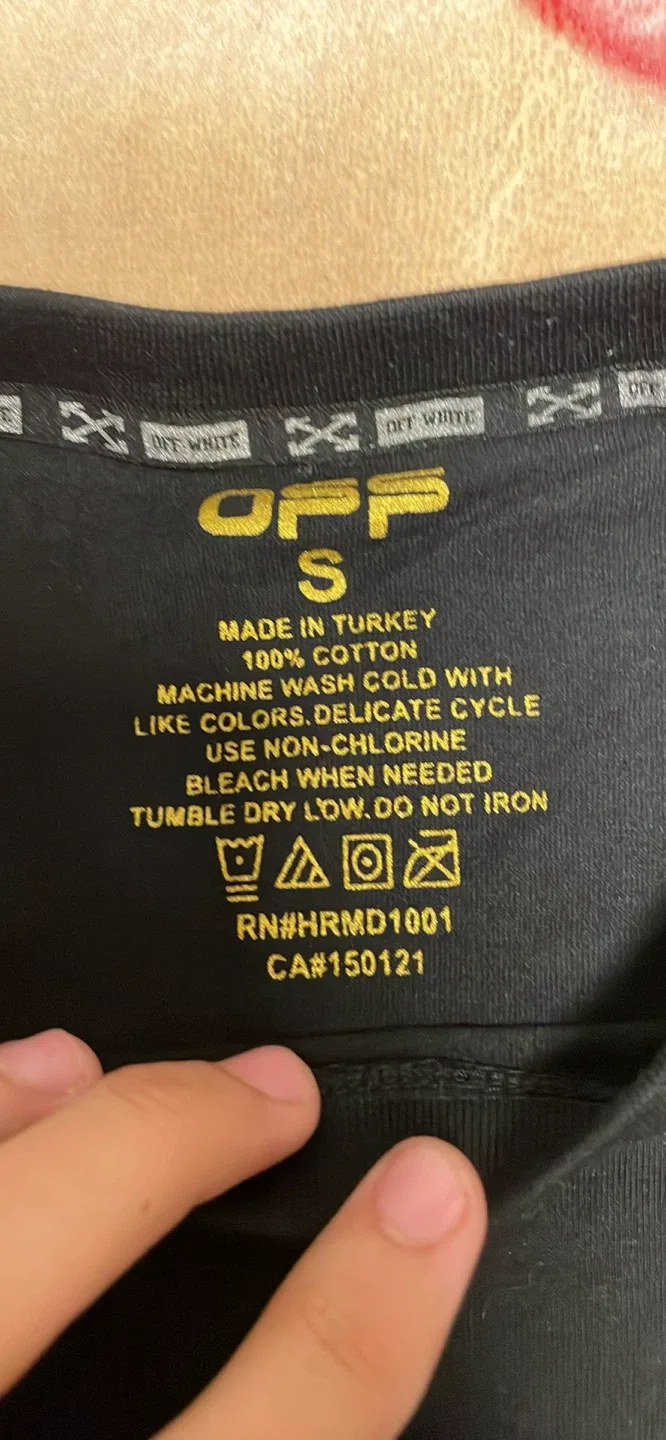 OFF-WHITE OFF-WHITE OFF
OFF
S
MADE IN TURKEY
100% COTTON
MACHINE WASH COLD WITH
LIKE COLORS.DELICATE CYCLE
USE NON-CHLORINE
BLEACH WHEN NEEDED
TUMBLE DRY LOW.DO NOT IRON
RN#HRMD1001
CA#150121